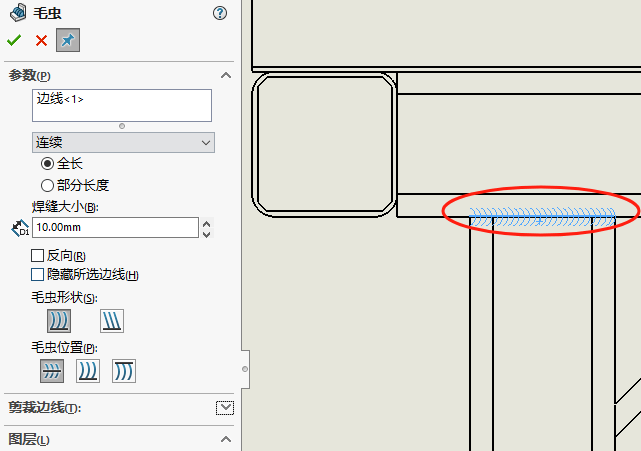 毛虫
参数(P)
边线<1>
连续
全长
部分长度
焊缝大小(B):
D1
10.00mm
反向(R)
隐藏所选边线(H)
毛虫形状(S):
毛虫位置(P):
剪裁边线(T):
图层(L)